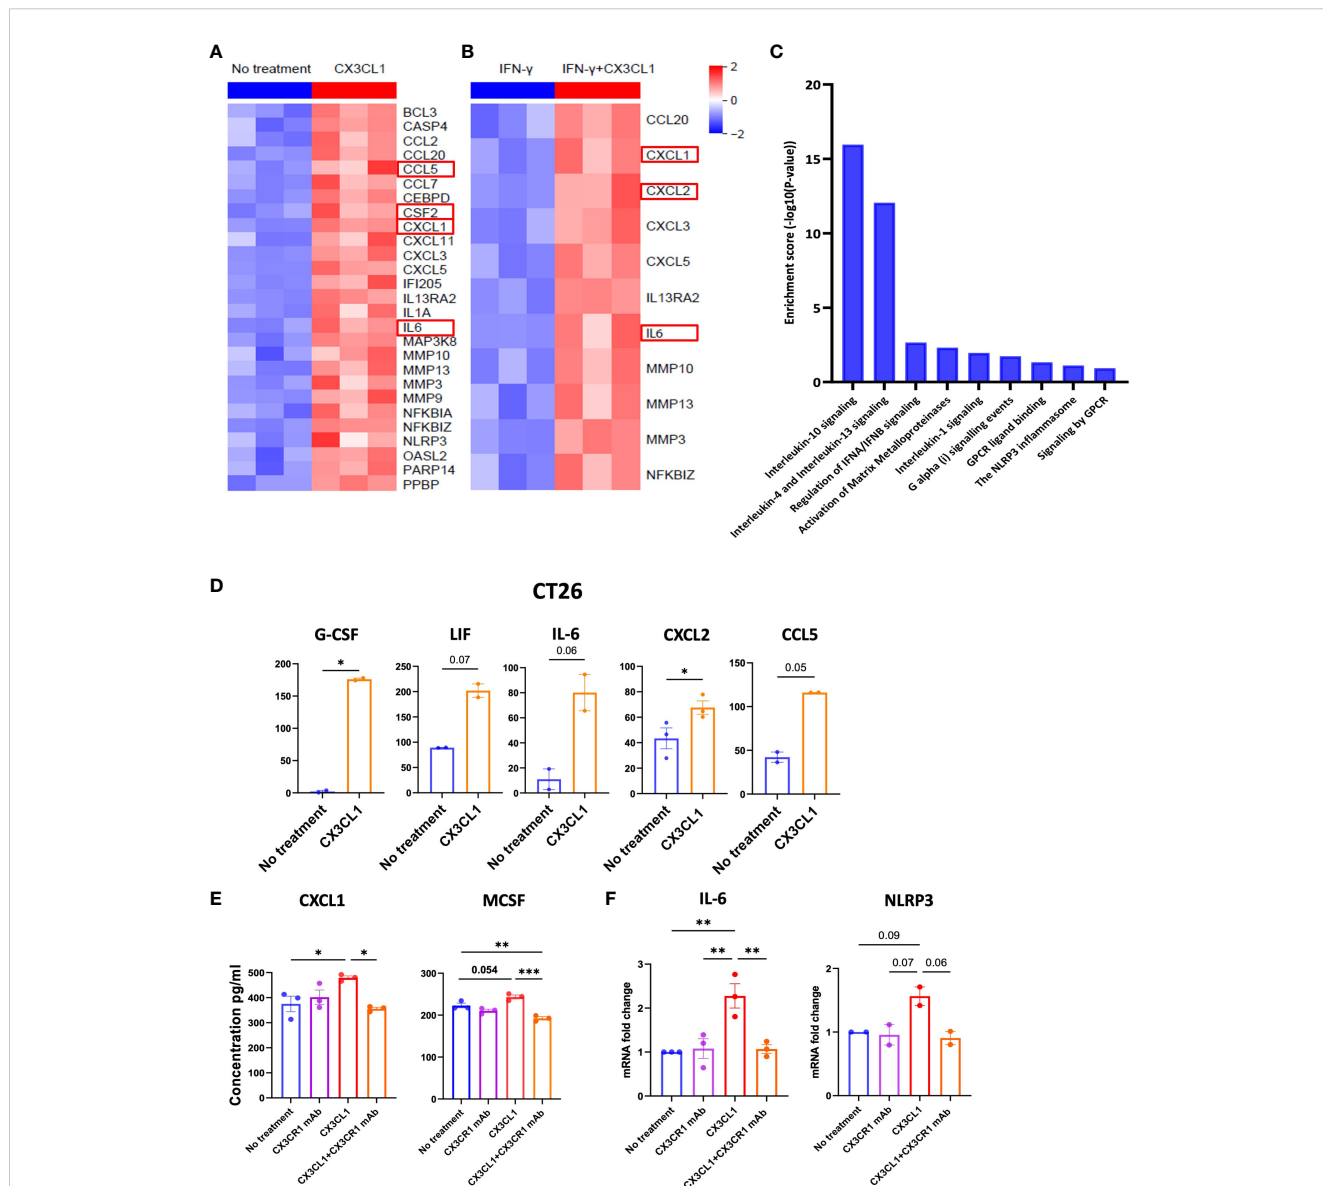 A
No treatment
CX3CL1
BCL3
CASP4
CCL2
CCL20
CCL5
CCL7
CEBPD
CSF2
CXCL1
CXCL11
CXCL3
CXCL5
IFI205
IL13RA2
IL1A
IL6
MAP3K8
MMP10
MMP13
MMP3
MMP9
NFKBIA
NFKBIZ
NLRP3
OASL2
PARP14
PPBP
B
IFN-γ
IFN-γ+CX3CL1
2
0
−2
CCL20
CXCL1
CXCL2
CXCL3
CXCL5
IL13RA2
IL6
MMP10
MMP13
MMP3
NFKBIZ
C
Enrichment score (-log10(P-value))
20
15
10
5
0
Interleukin-10 signaling
Interleukin-4 and Interleukin-13 signaling
Regulation of IFNA/IFNB signaling
Activation of Matrix Metalloproteinases
Interleukin-1 signaling
G alpha (i) signalling events
GPCR ligand binding
The NLRP3 inflammasome
Signaling by GPCR
D
CT26
G-CSF
*
200
150
100
50
0
No treatment
CX3CL1
LIF
0.07
250
200
150
100
50
0
No treatment
CX3CL1
IL-6
0.06
100
80
60
40
20
0
No treatment
CX3CL1
CXCL2
*
100
80
60
40
20
0
No treatment
CX3CL1
CCL5
0.05
150
100
50
0
No treatment
CX3CL1
E
CXCL1
* *
Concentration pg/ml
500
400
300
200
100
0
No treatment
CX3CR1 mAb
CX3CL1
CX3CL1+CX3CR1 mAb
MCSF
**
0.054 ***
300
200
100
0
No treatment
CX3CR1 mAb
CX3CL1
CX3CL1+CX3CR1 mAb
F
IL-6
**
** **
mRNA fold change
3
2
1
0
No treatment
CX3CR1 mAb
CX3CL1
CX3CL1+CX3CR1 mAb
NLRP3
0.09
0.07 0.06
mRNA fold change
2
1
0
No treatment
CX3CR1 mAb
CX3CL1
CX3CL1+CX3CR1 mAb